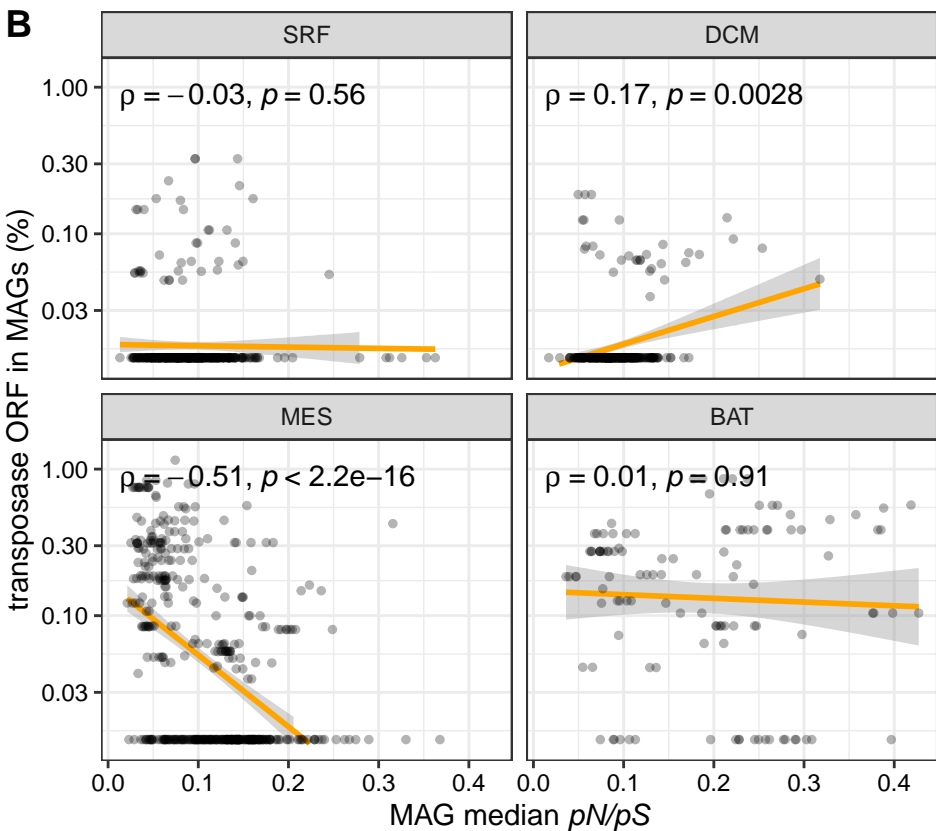 B
SRF
DCM
ρ = −0.03, p = 0.56
ρ = 0.17, p = 0.0028
1.00
0.30
0.10
0.03
MES
BAT
ρ = −0.51, p < 2.2e−16
ρ = 0.01, p = 0.91
1.00
0.30
0.10
0.03
0.0 0.1 0.2 0.3 0.4 0.0 0.1 0.2 0.3 0.4
transposase ORF in MAGs (%)
MAG median pN/pS